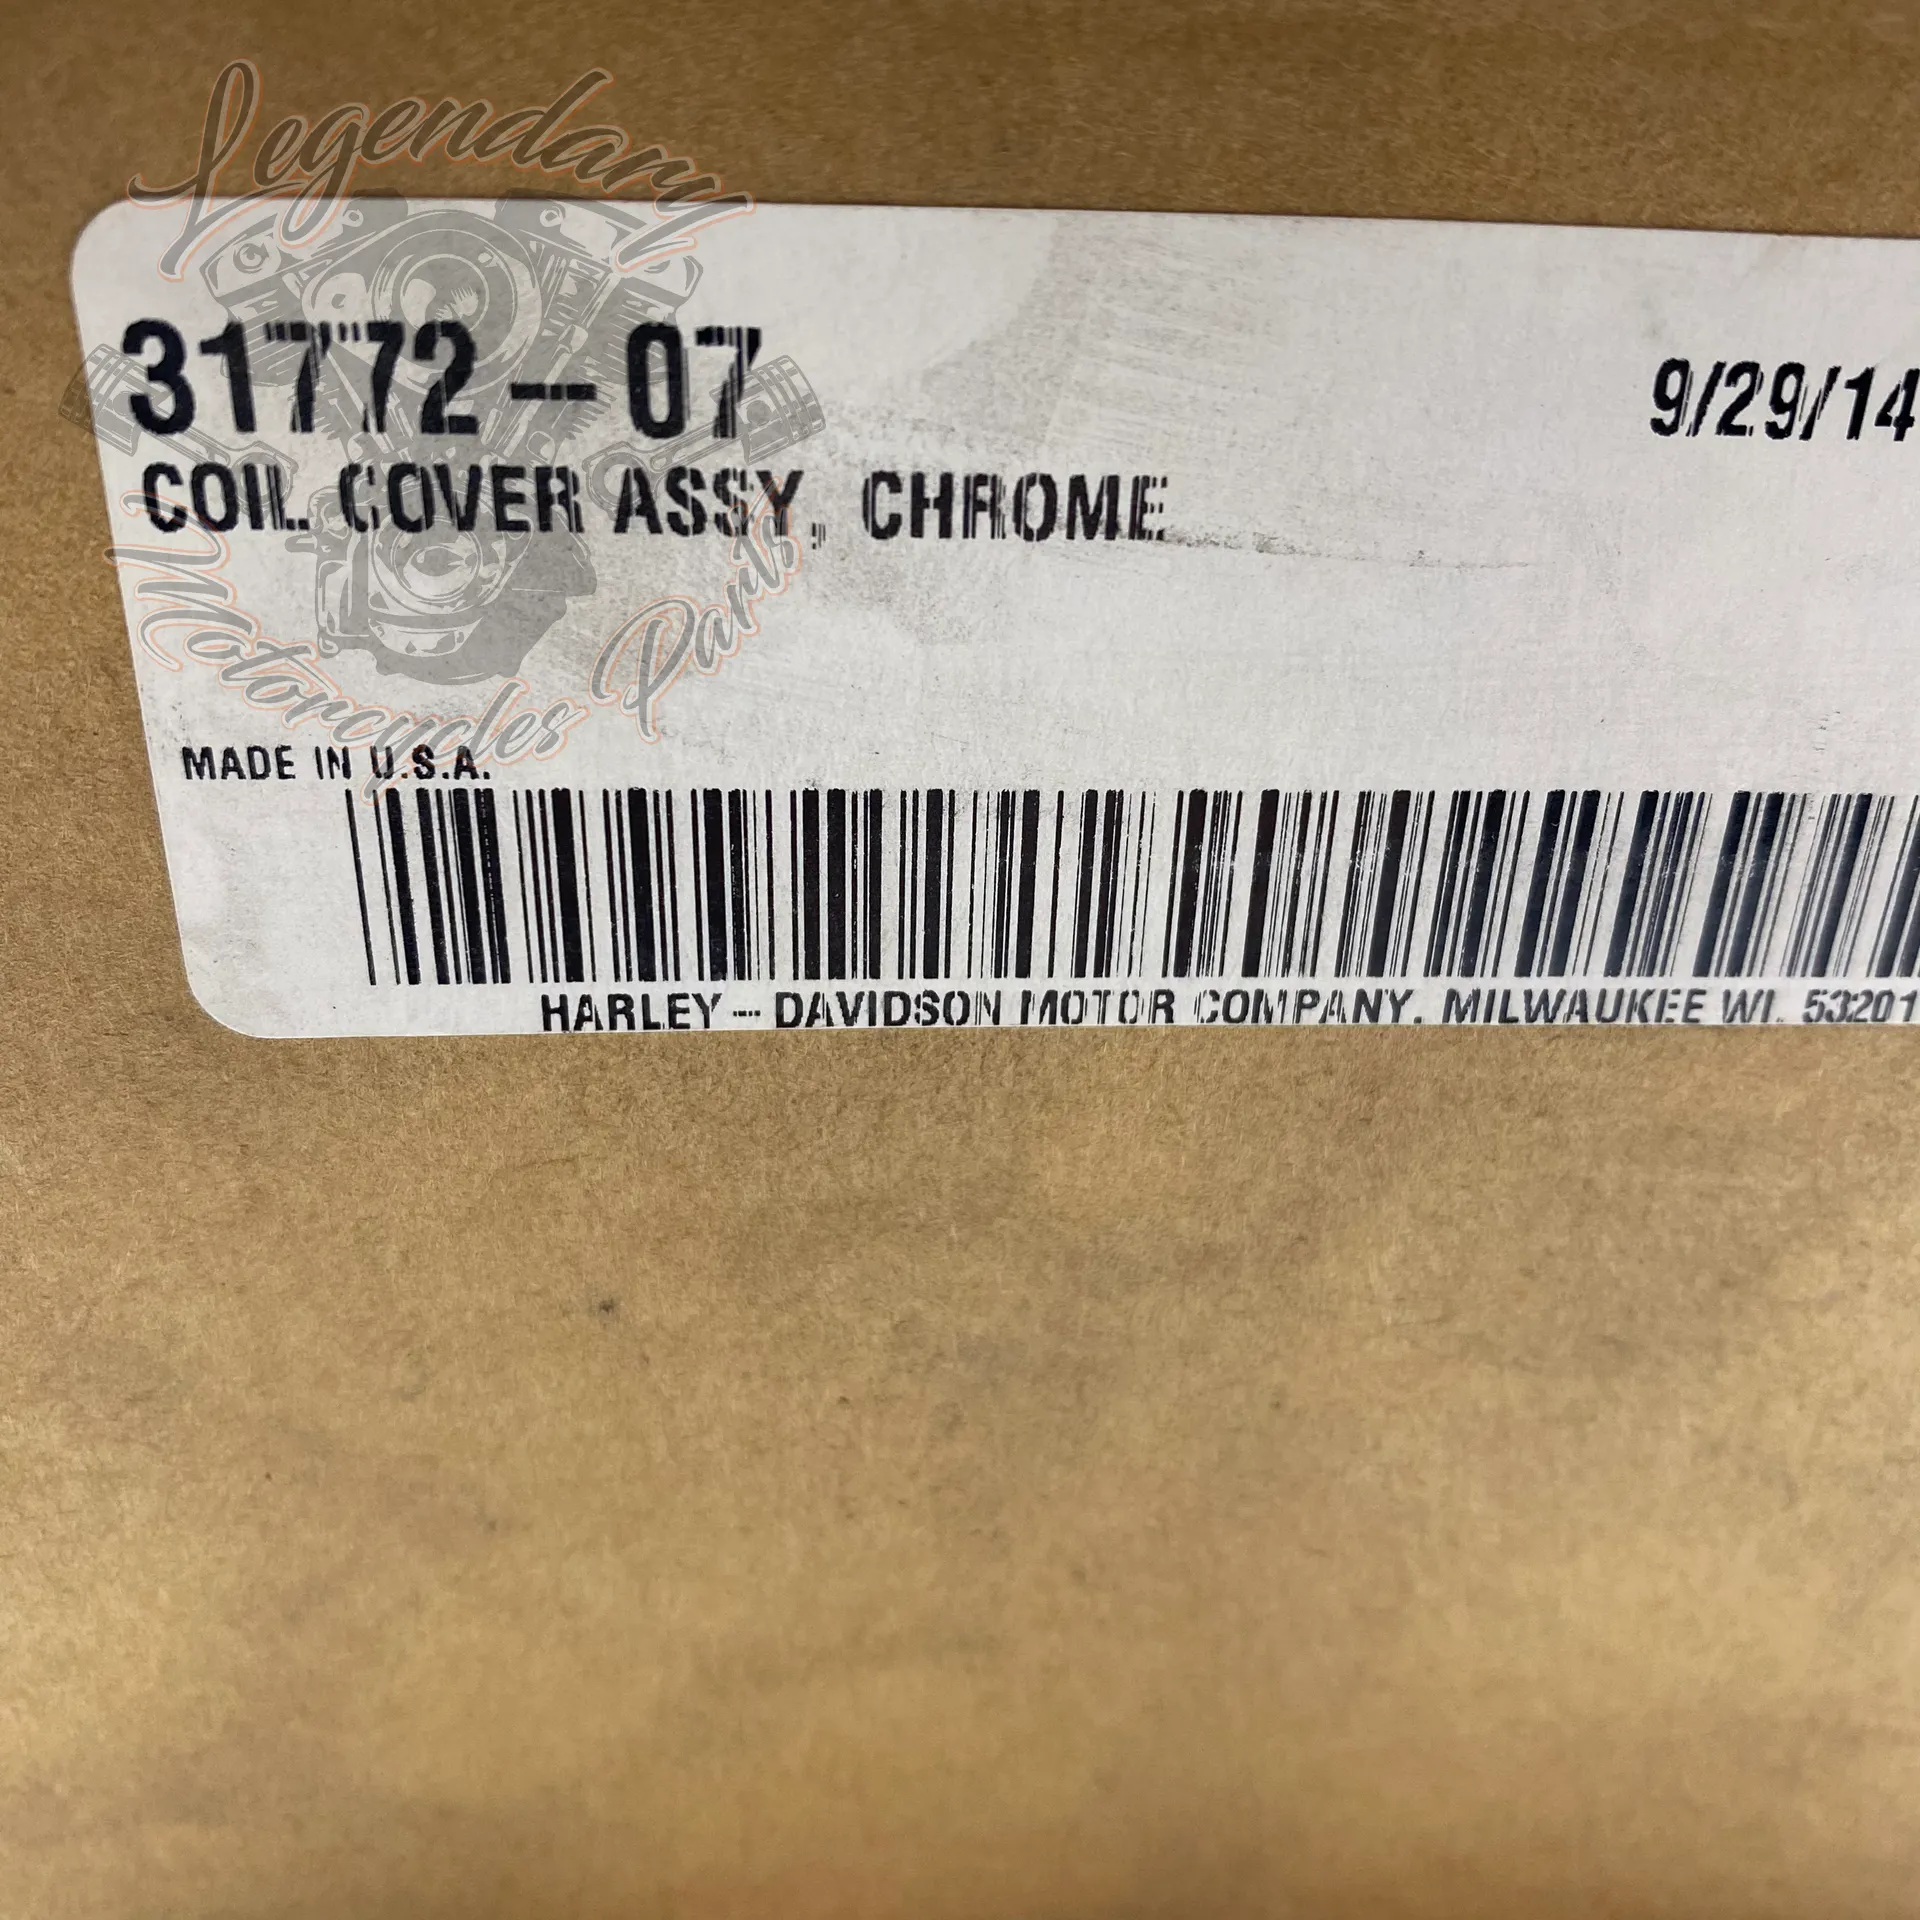 Legendary
31772--07
9/29/14
COIL COVER ASSY, CHROME
Motorcycles Parts
MADE IN U.S.A.
HARLEY--DAVIDSON MOTOR COMPANY. MILWAUKEE WI. 53201